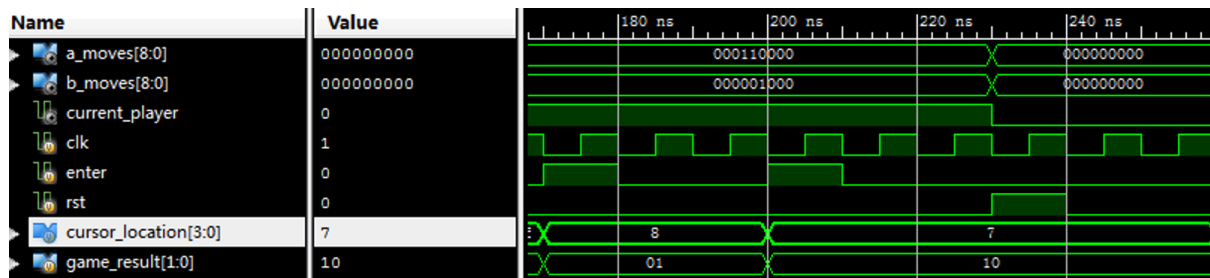 Name Value 180 ns 200 ns 220 ns 240 ns
a_moves[8:0] 000000000 000110000 000000000
b_moves[8:0] 000000000 000001000 000000000
current_player 0
clk 1
enter 0
rst 0
cursor_location[3:0] 7 8 7
game_result[1:0] 10 01 10